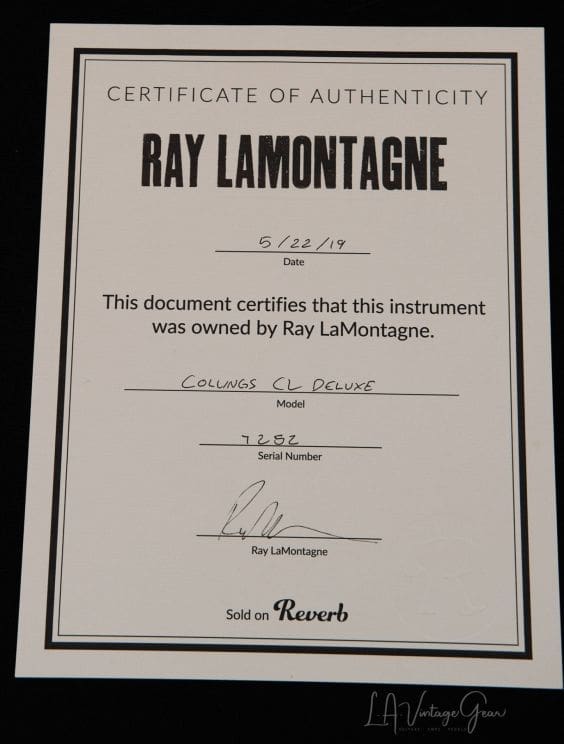 CERTIFICATE OF AUTHENTICITY
RAY LAMONTAGNE
5/22/19
Date
This document certifies that this instrument
was owned by Ray LaMontagne.
COLLINGS CL DELUXE
Model
7252
Serial Number
Ray LaMontagne
Sold on Reverb
L.A. Vintage Gear